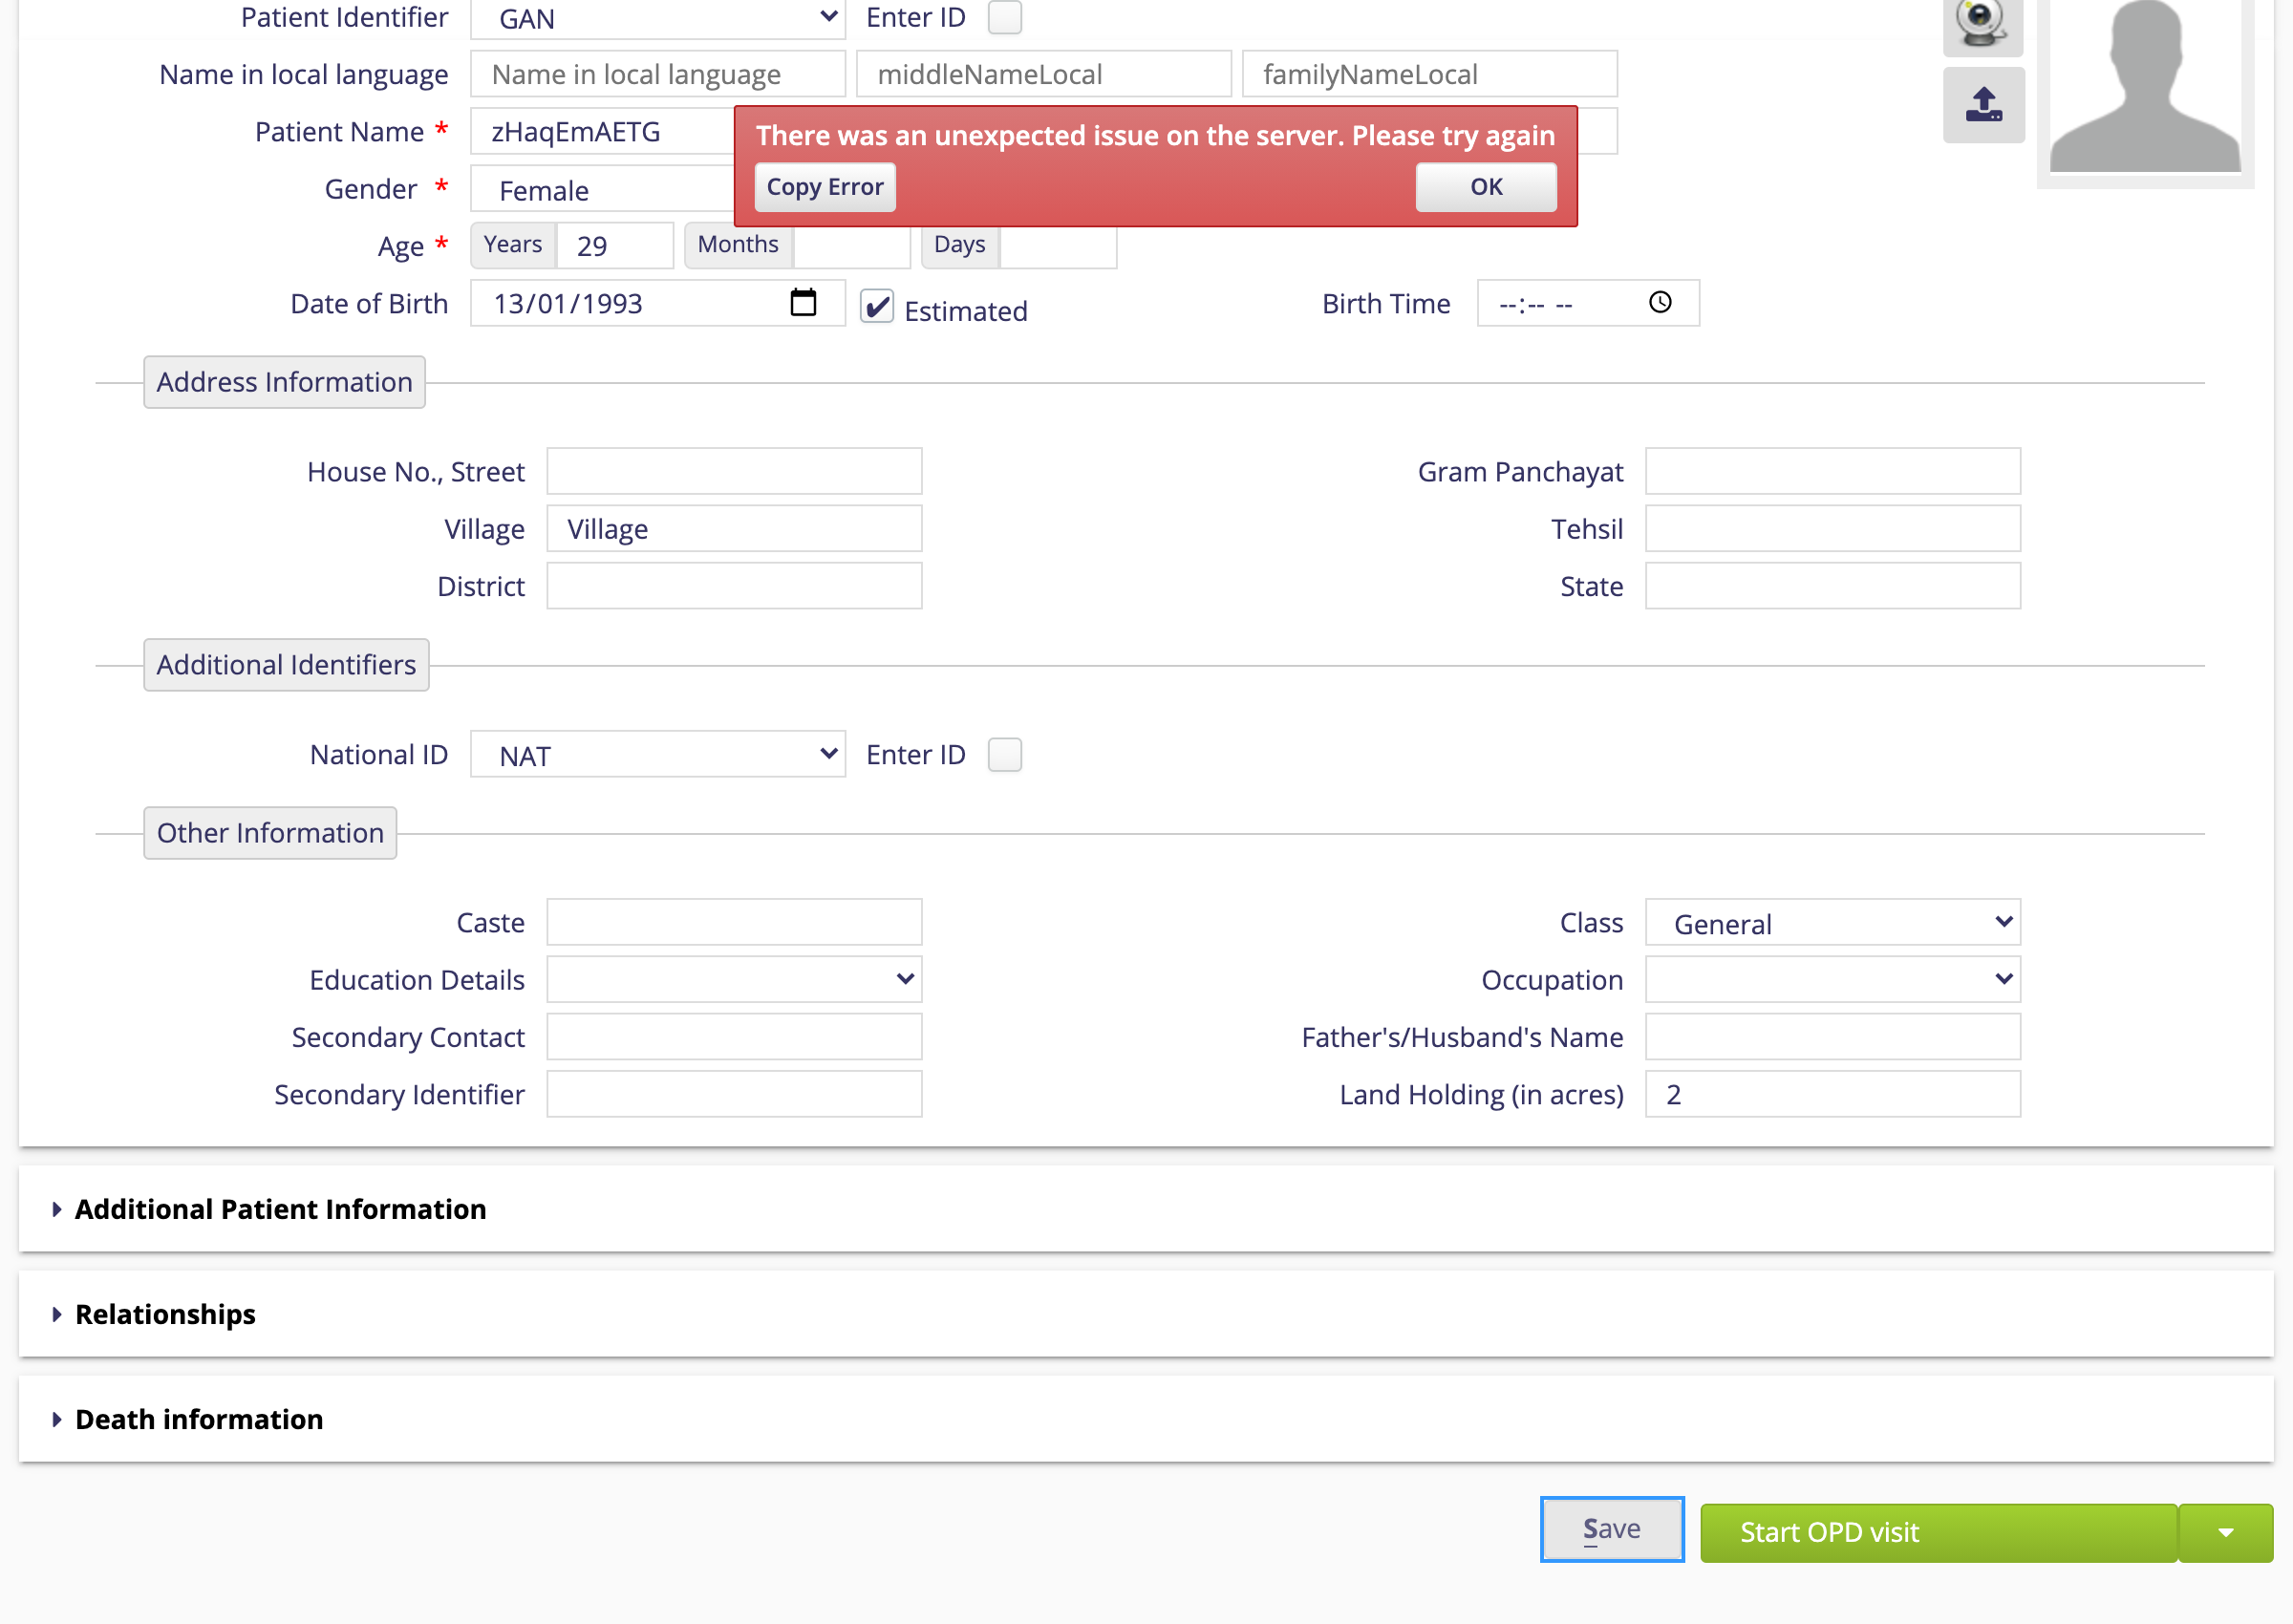 Patient Identifier GAN Enter ID
Name in local language Name in local language middleNameLocal familyNameLocal
Patient Name * zHaqEmAETG
There was an unexpected issue on the server. Please try again
Copy Error OK
Gender * Female
Age * Years 29 Months Days
Date of Birth 13/01/1993 Estimated Birth Time --:-- --
Address Information
House No., Street Gram Panchayat
Village Village Tehsil
District State
Additional Identifiers
National ID NAT Enter ID
Other Information
Caste Class General
Education Details Occupation
Secondary Contact Father's/Husband's Name
Secondary Identifier Land Holding (in acres) 2
Additional Patient Information
Relationships
Death information
Save Start OPD visit